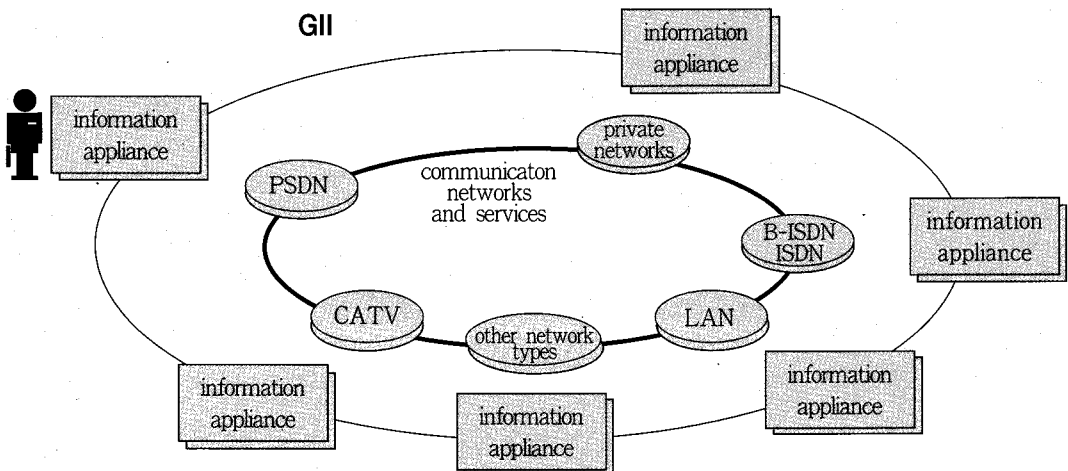 GII
information
appliance
information
appliance
private
networks
communicaton
networks
and services
PSDN
B-ISDN
ISDN
information
appliance
CATV
other network
types
LAN
information
appliance
information
appliance
information
appliance